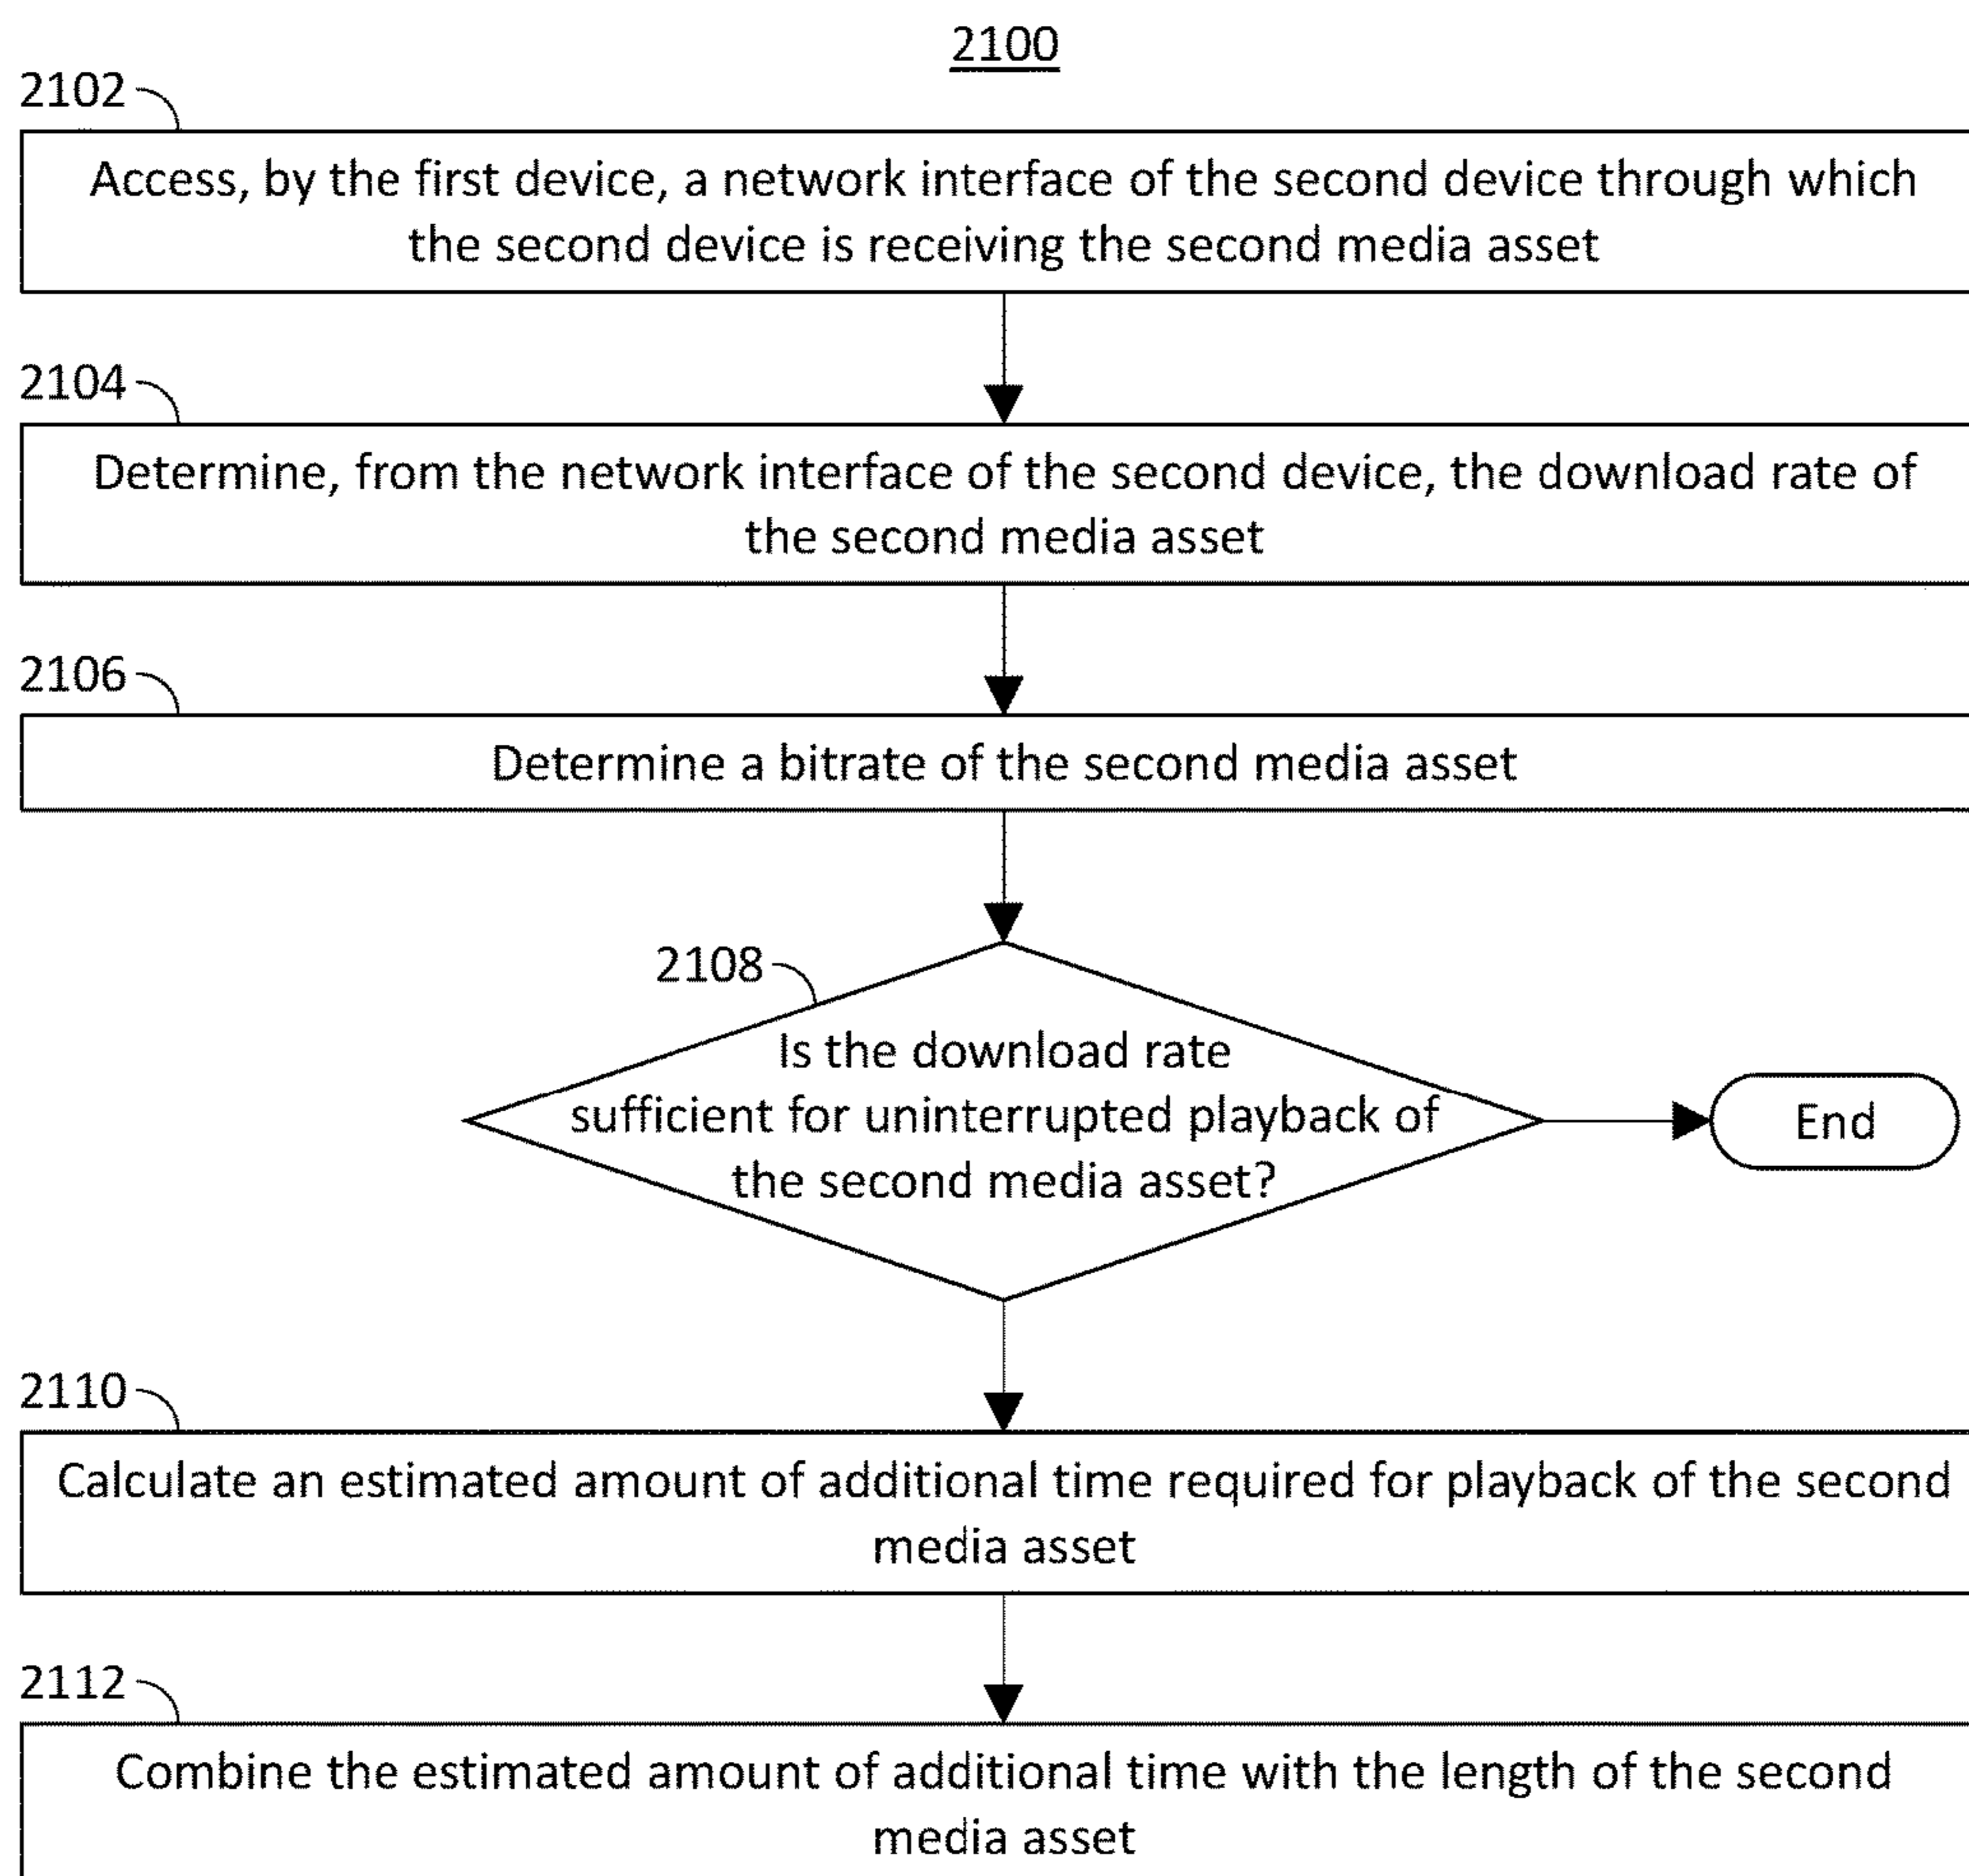 2100
2102
Access, by the first device, a network interface of the second device through which
the second device is receiving the second media asset
2104
Determine, from the network interface of the second device, the download rate of
the second media asset
2106
Determine a bitrate of the second media asset
2108
Is the download rate
sufficient for uninterrupted playback of
the second media asset?
End
2110
Calculate an estimated amount of additional time required for playback of the second
media asset
2112
Combine the estimated amount of additional time with the length of the second
media asset